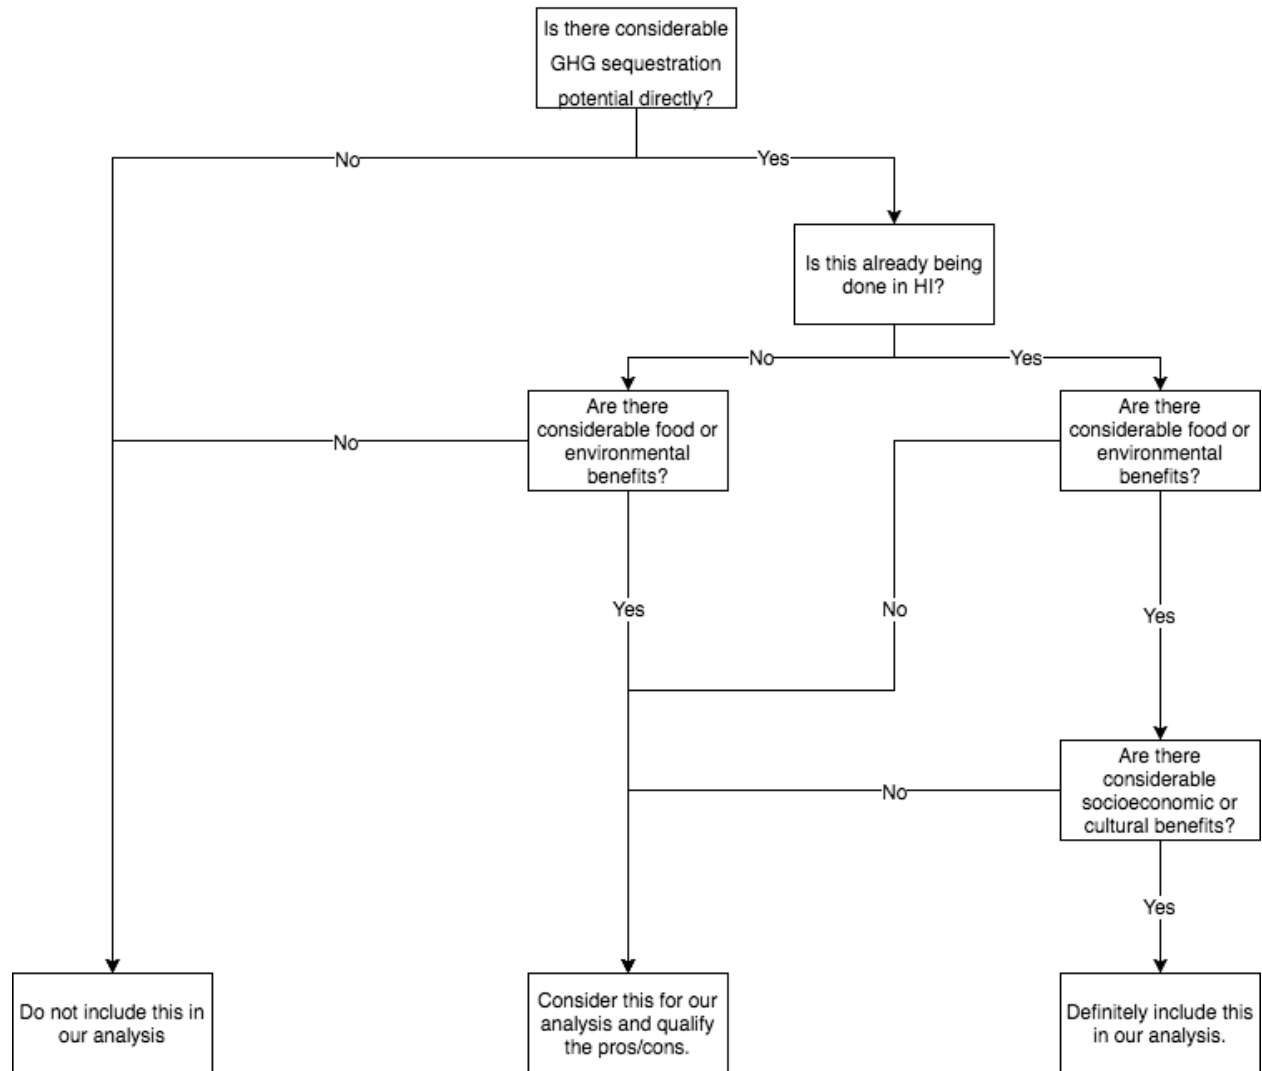 Is there considerable
GHG sequestration
potential directly?
No
Yes
Is this already being
done in HI?
No
Yes
Are there
considerable food or
environmental
benefits?
Are there
considerable food or
environmental
benefits?
No
Yes
No
Yes
Are there
considerable
socioeconomic or
cultural benefits?
No
Yes
Do not include this in
our analysis
Consider this for our
analysis and qualify
the pros/cons.
Definitely include this
in our analysis.